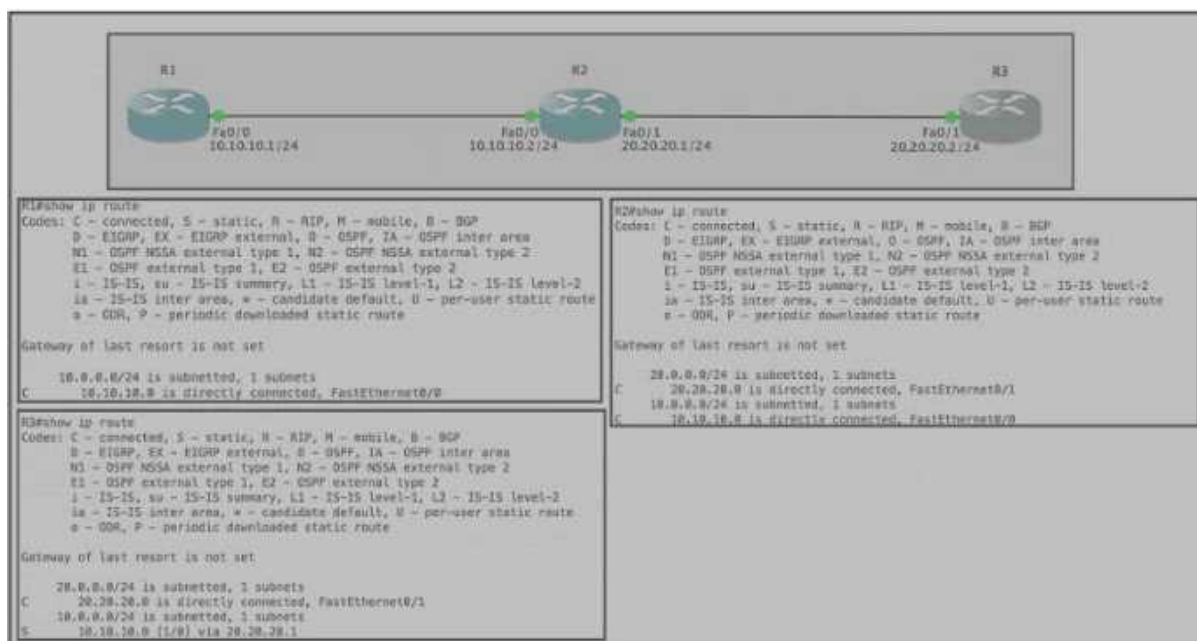 R1
R2
R3
Fa0/0
10.10.10.1/24
Fa0/0
10.10.10.2/24
Fa0/1
20.20.20.1/24
Fa0/1
20.20.20.2/24
R1#show ip route
Codes: C - connected, S - static, R - RIP, M - mobile, B - BGP
D - EIGRP, EX - EIGRP external, O - OSPF, IA - OSPF inter area
N1 - OSPF NSSA external type 1, N2 - OSPF NSSA external type 2
E1 - OSPF external type 1, E2 - OSPF external type 2
i - IS-IS, su - IS-IS summary, L1 - IS-IS level-1, L2 - IS-IS level-2
ia - IS-IS inter area, * - candidate default, U - per-user static route
o - ODR, P - periodic downloaded static route
Gateway of last resort is not set
10.0.0.0/24 is subnetted, 1 subnets
C 10.10.10.0 is directly connected, FastEthernet0/0
R2#show ip route
Codes: C - connected, S - static, R - RIP, M - mobile, B - BGP
D - EIGRP, EX - EIGRP external, O - OSPF, IA - OSPF inter area
N1 - OSPF NSSA external type 1, N2 - OSPF NSSA external type 2
E1 - OSPF external type 1, E2 - OSPF external type 2
i - IS-IS, su - IS-IS summary, L1 - IS-IS level-1, L2 - IS-IS level-2
ia - IS-IS inter area, * - candidate default, U - per-user static route
o - ODR, P - periodic downloaded static route
Gateway of last resort is not set
20.0.0.0/24 is subnetted, 1 subnets
C 20.20.20.0 is directly connected, FastEthernet0/1
10.0.0.0/24 is subnetted, 1 subnets
C 10.10.10.0 is directly connected, FastEthernet0/0
R3#show ip route
Codes: C - connected, S - static, R - RIP, M - mobile, B - BGP
D - EIGRP, EX - EIGRP external, O - OSPF, IA - OSPF inter area
N1 - OSPF NSSA external type 1, N2 - OSPF NSSA external type 2
E1 - OSPF external type 1, E2 - OSPF external type 2
i - IS-IS, su - IS-IS summary, L1 - IS-IS level-1, L2 - IS-IS level-2
ia - IS-IS inter area, * - candidate default, U - per-user static route
o - ODR, P - periodic downloaded static route
Gateway of last resort is not set
20.0.0.0/24 is subnetted, 1 subnets
C 20.20.20.0 is directly connected, FastEthernet0/1
10.0.0.0/24 is subnetted, 1 subnets
S 10.10.10.0 [1/0] via 20.20.20.1